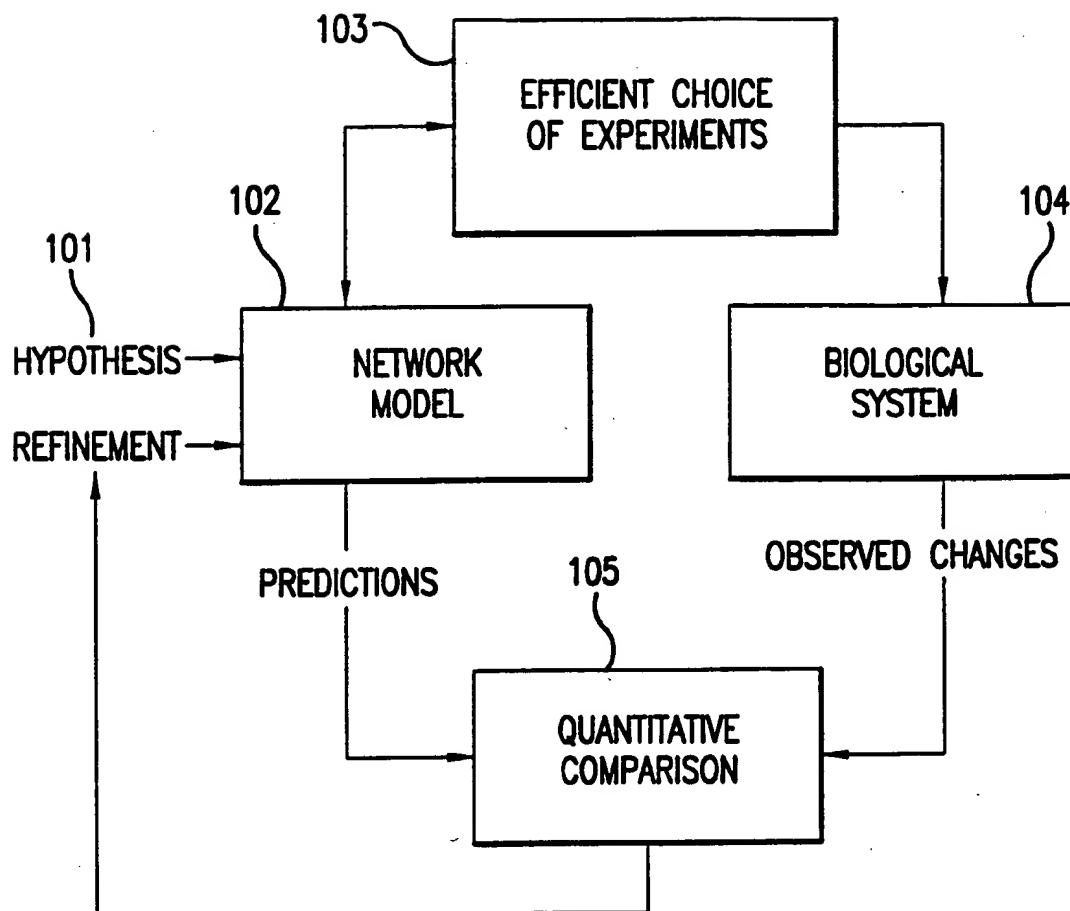 103
EFFICIENT CHOICE
OF EXPERIMENTS
102
104
101
HYPOTHESIS
NETWORK
MODEL
BIOLOGICAL
SYSTEM
REFINEMENT
PREDICTIONS
OBSERVED CHANGES
105
QUANTITATIVE
COMPARISON